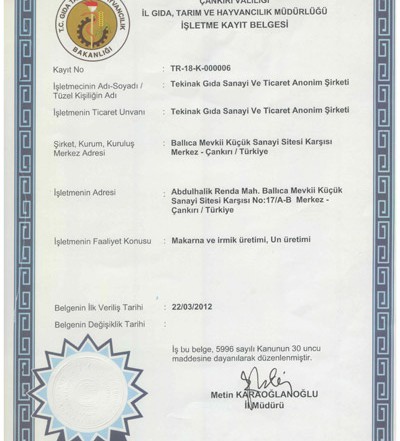 ÇANKIRI VALİLİĞİ
İL GIDA, TARIM VE HAYVANCILIK MÜDÜRLÜĞÜ
İŞLETME KAYIT BELGESİ
T.C. GIDA TARIM VE HAYVANCILIK BAKANLIĞI
Kayıt No : TR-18-K-000006
İşletmecinin Adı-Soyadı / : Tekinak Gıda Sanayi Ve Ticaret Anonim Şirketi
Tüzel Kişiliğin Adı
İşletmenin Ticaret Unvanı : Tekinak Gıda Sanayi Ve Ticaret Anonim Şirketi
Şirket, Kurum, Kuruluş : Ballıca Mevkii Küçük Sanayi Sitesi Karşısı
Merkez Adresi Merkez - Çankırı / Türkiye
İşletmenin Adresi : Abdulhalik Renda Mah. Ballıca Mevkii Küçük
Sanayi Sitesi Karşısı No:17/A-B Merkez -
Çankırı / Türkiye
İşletmenin Faaliyet Konusu : Makarna ve irmik üretimi, Un üretimi
Belgenin İlk Veriliş Tarihi : 22/03/2012
Belgenin Değişiklik Tarihi :
İş bu belge, 5996 sayılı Kanunun 30 uncu
maddesine dayanılarak düzenlenmiştir.
Metin KARAOĞLANOĞLU
İl Müdürü